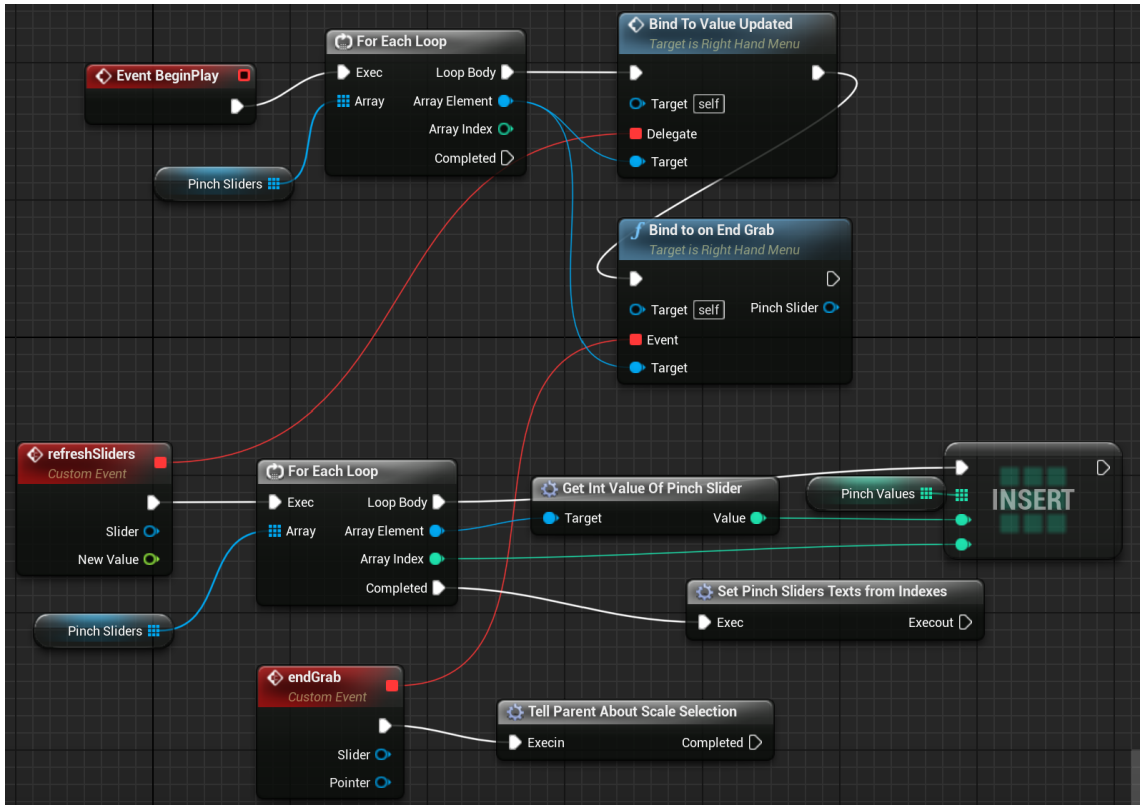 Event BeginPlay
For Each Loop
Exec
Loop Body
Array
Array Element
Array Index
Completed
Pinch Sliders
Bind To Value Updated
Target is Right Hand Menu
Target self
Delegate
Target
Bind to on End Grab
Target is Right Hand Menu
Target self
Pinch Slider
Event
Target
refreshSliders
Custom Event
Slider
New Value
Pinch Sliders
For Each Loop
Exec
Loop Body
Array
Array Element
Array Index
Completed
Get Int Value Of Pinch Slider
Target
Value
Pinch Values
INSERT
Set Pinch Sliders Texts from Indexes
Exec
Execout
endGrab
Custom Event
Slider
Pointer
Tell Parent About Scale Selection
Execin
Completed